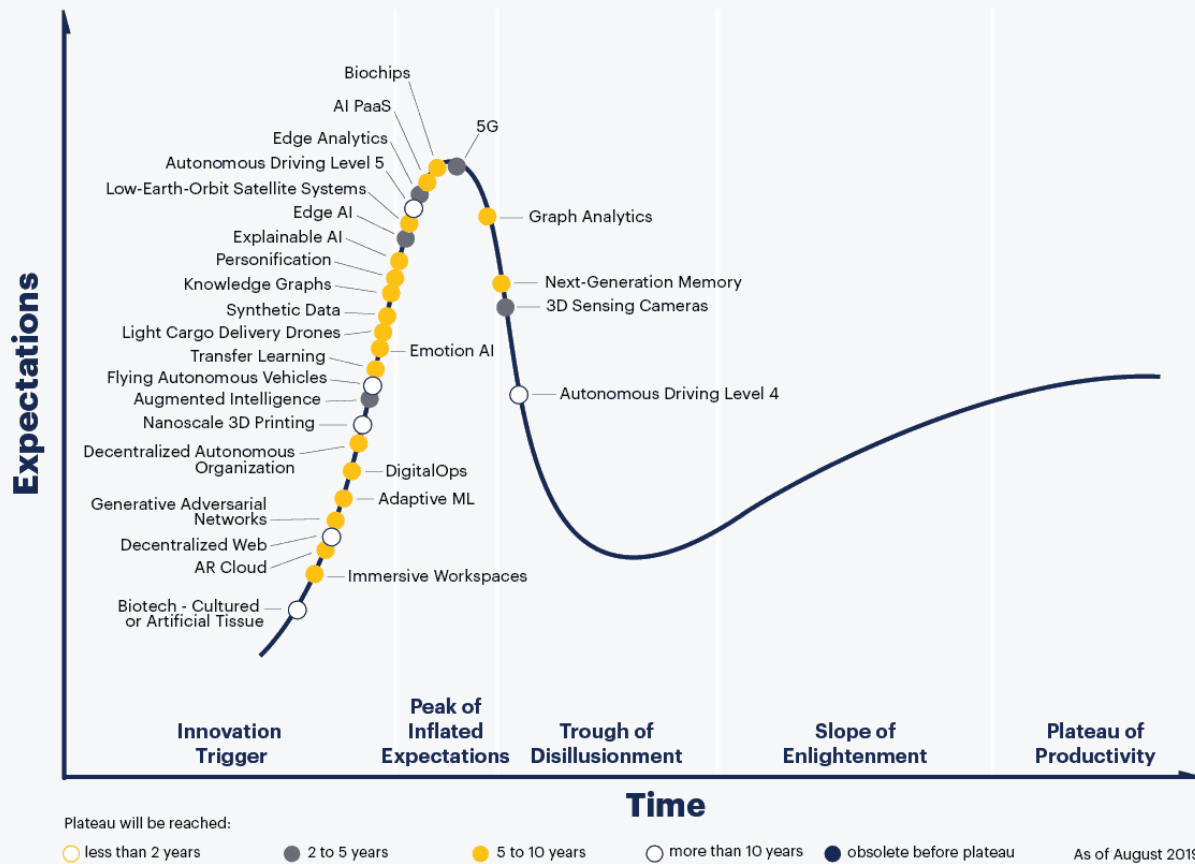 Biochips
AI PaaS
5G
Edge Analytics
Autonomous Driving Level 5
Low-Earth-Orbit Satellite Systems
Edge AI
Graph Analytics
Explainable AI
Personification
Knowledge Graphs
Next-Generation Memory
Synthetic Data
3D Sensing Cameras
Light Cargo Delivery Drones
Emotion AI
Transfer Learning
Flying Autonomous Vehicles
Autonomous Driving Level 4
Augmented Intelligence
Nanoscale 3D Printing
Decentralized Autonomous
Organization
DigitalOps
Adaptive ML
Generative Adversarial
Networks
Decentralized Web
AR Cloud
Immersive Workspaces
Biotech - Cultured
or Artificial Tissue
Expectations
Innovation
Trigger
Peak of
Inflated
Expectations
Trough of
Disillusionment
Slope of
Enlightenment
Plateau of
Productivity
Time
Plateau will be reached:
less than 2 years
2 to 5 years
5 to 10 years
more than 10 years
obsolete before plateau
As of August 2019